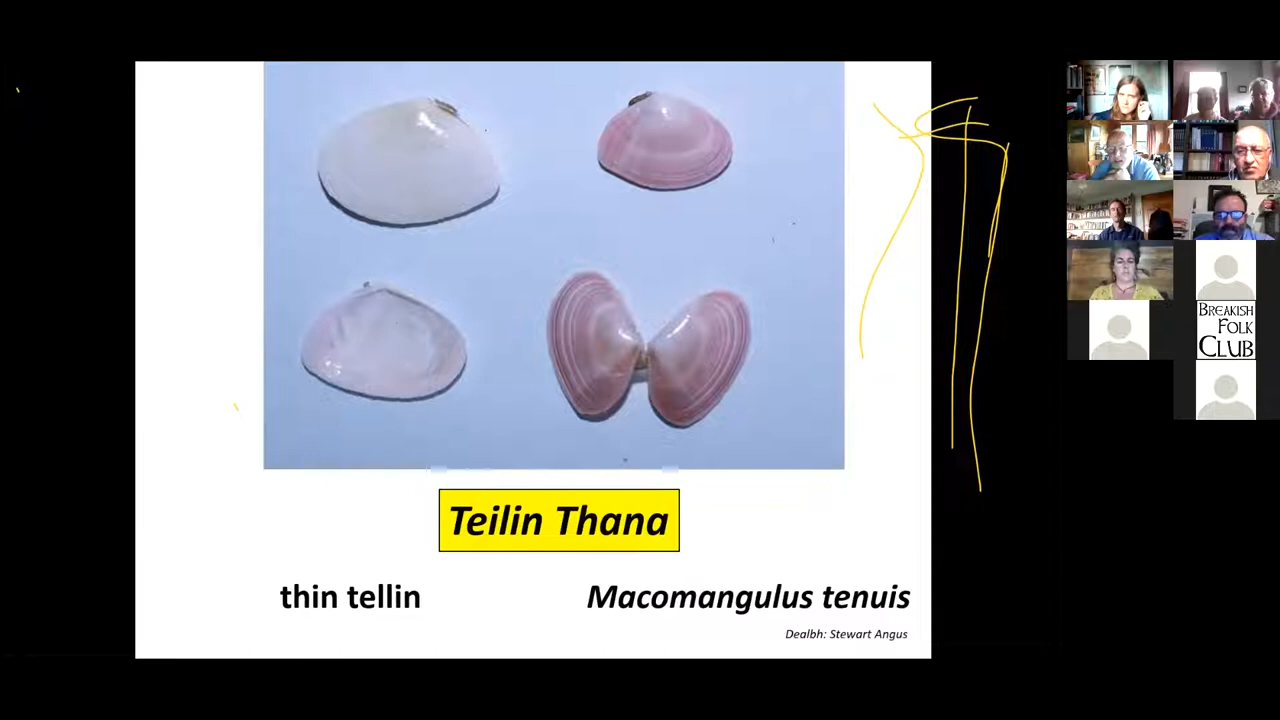 Teilin Thana
thin tellin
Macomangulus tenuis
Dealbh: Stewart Angus
BREAKISH
FOLK
CLUB